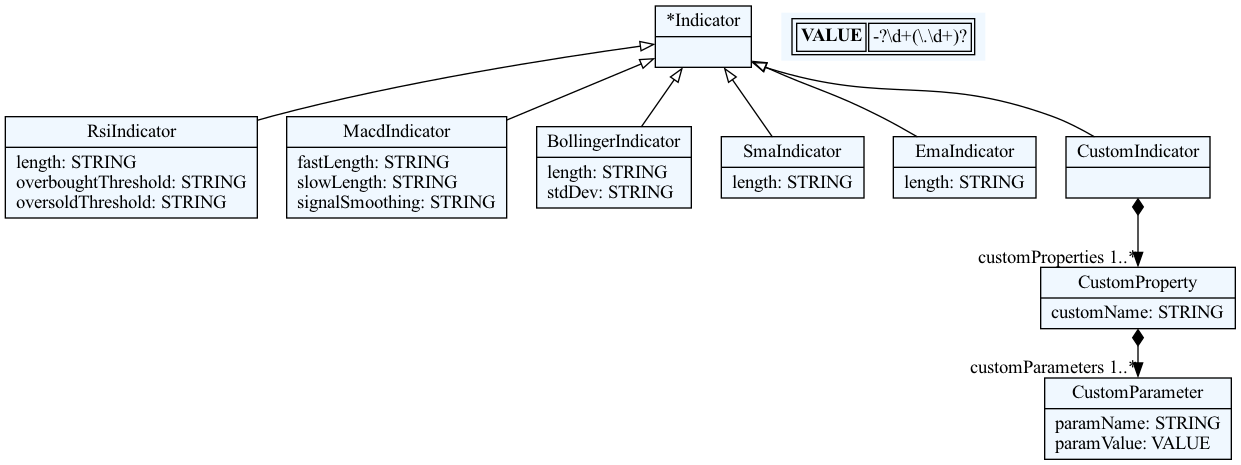 *Indicator
VALUE -?\d+(\.\d+)?
RsiIndicator
length: STRING
overboughtThreshold: STRING
oversoldThreshold: STRING
MacdIndicator
fastLength: STRING
slowLength: STRING
signalSmoothing: STRING
BollingerIndicator
length: STRING
stdDev: STRING
SmaIndicator
length: STRING
EmaIndicator
length: STRING
CustomIndicator
customProperties 1..*
CustomProperty
customName: STRING
customParameters 1..*
CustomParameter
paramName: STRING
paramValue: VALUE